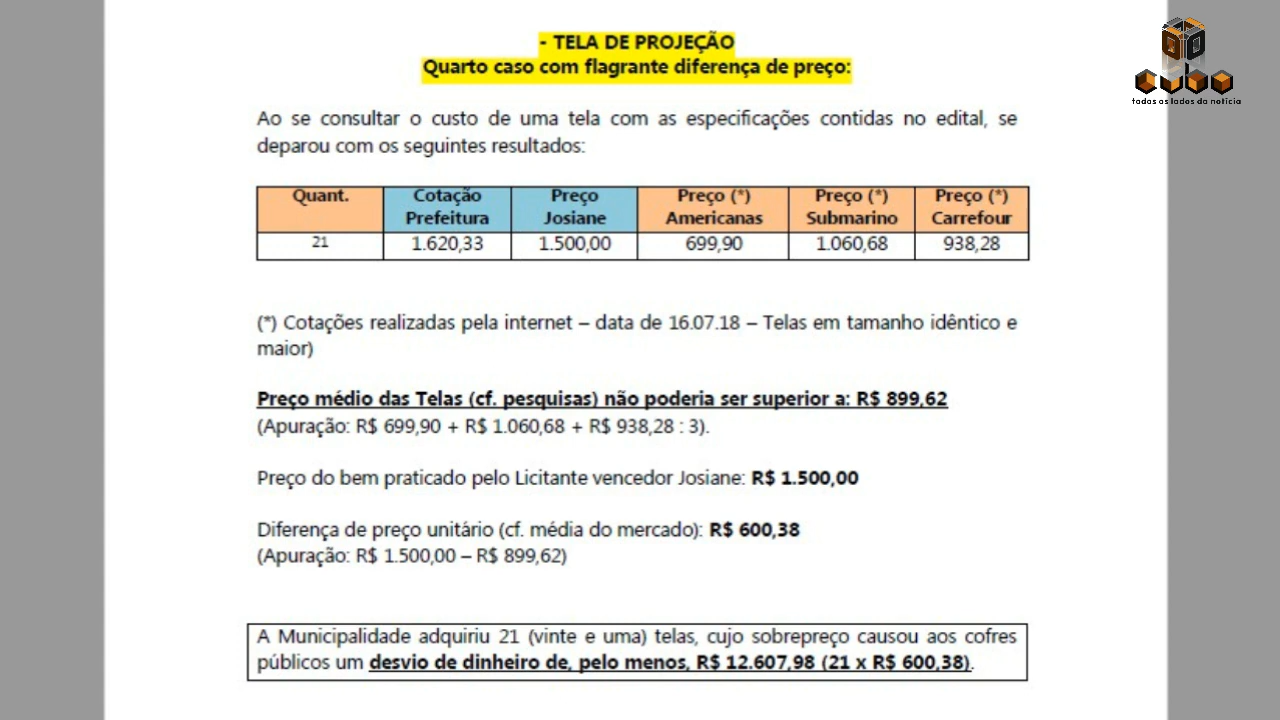 - TELA DE PROJEÇÃO
Quarto caso com flagrante diferença de preço:
cubo
todos os lados da notícia
Ao se consultar o custo de uma tela com as especificações contidas no edital, se
deparou com os seguintes resultados:
Quant. Cotação Prefeitura Preço Josiane Preço (*) Americanas Preço (*) Submarino Preço (*) Carrefour
21 1.620,33 1.500,00 699,90 1.060,68 938,28
(*) Cotações realizadas pela internet – data de 16.07.18 – Telas em tamanho idêntico e
maior)
Preço médio das Telas (cf. pesquisas) não poderia ser superior a: R$ 899,62
(Apuração: R$ 699,90 + R$ 1.060,68 + R$ 938,28 : 3).
Preço do bem praticado pelo Licitante vencedor Josiane: R$ 1.500,00
Diferença de preço unitário (cf. média do mercado): R$ 600,38
(Apuração: R$ 1.500,00 – R$ 899,62)
A Municipalidade adquiriu 21 (vinte e uma) telas, cujo sobrepreço causou aos cofres
públicos um desvio de dinheiro de, pelo menos, R$ 12.607,98 (21 x R$ 600,38).